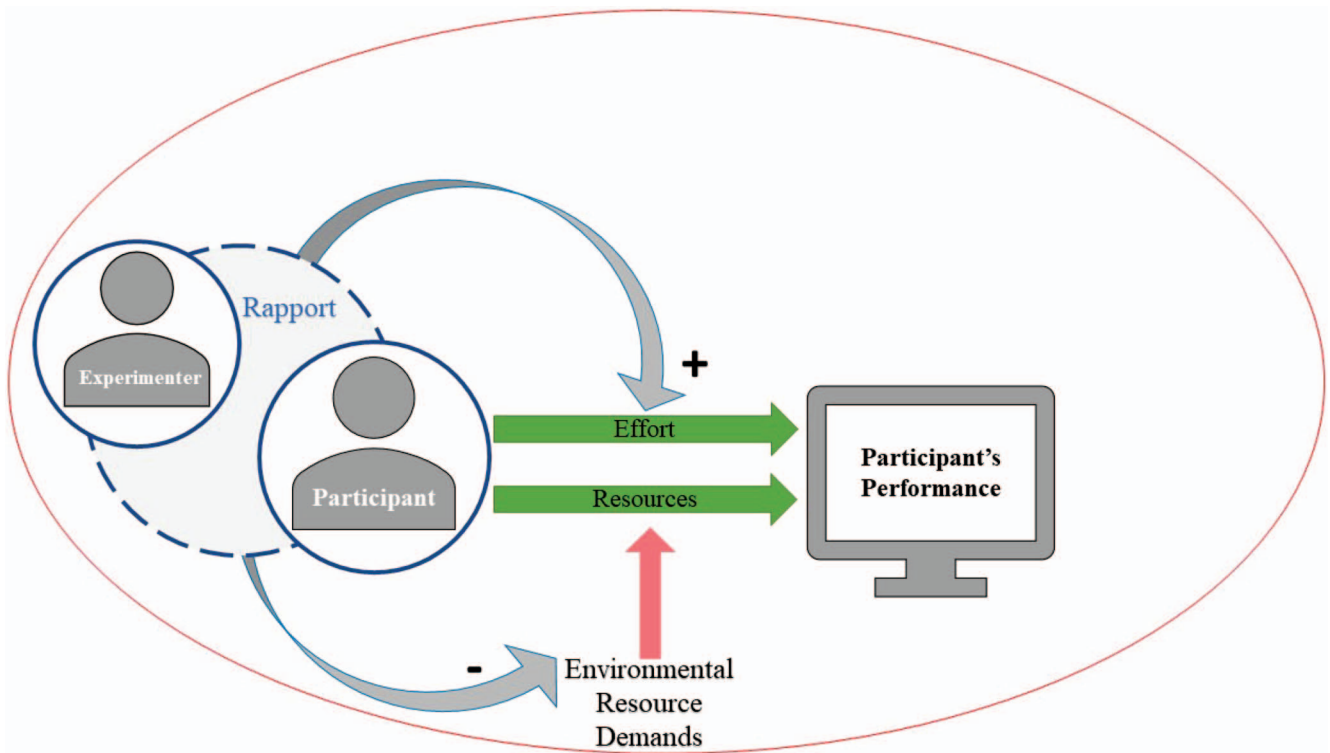 Rapport
Experimenter
Participant
+
Effort
Resources
Participant's
Performance
-
Environmental
Resource
Demands